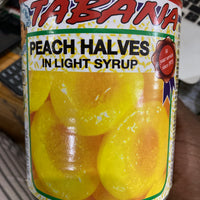 TABANA
PEACH HALVES
IN LIGHT SYRUP